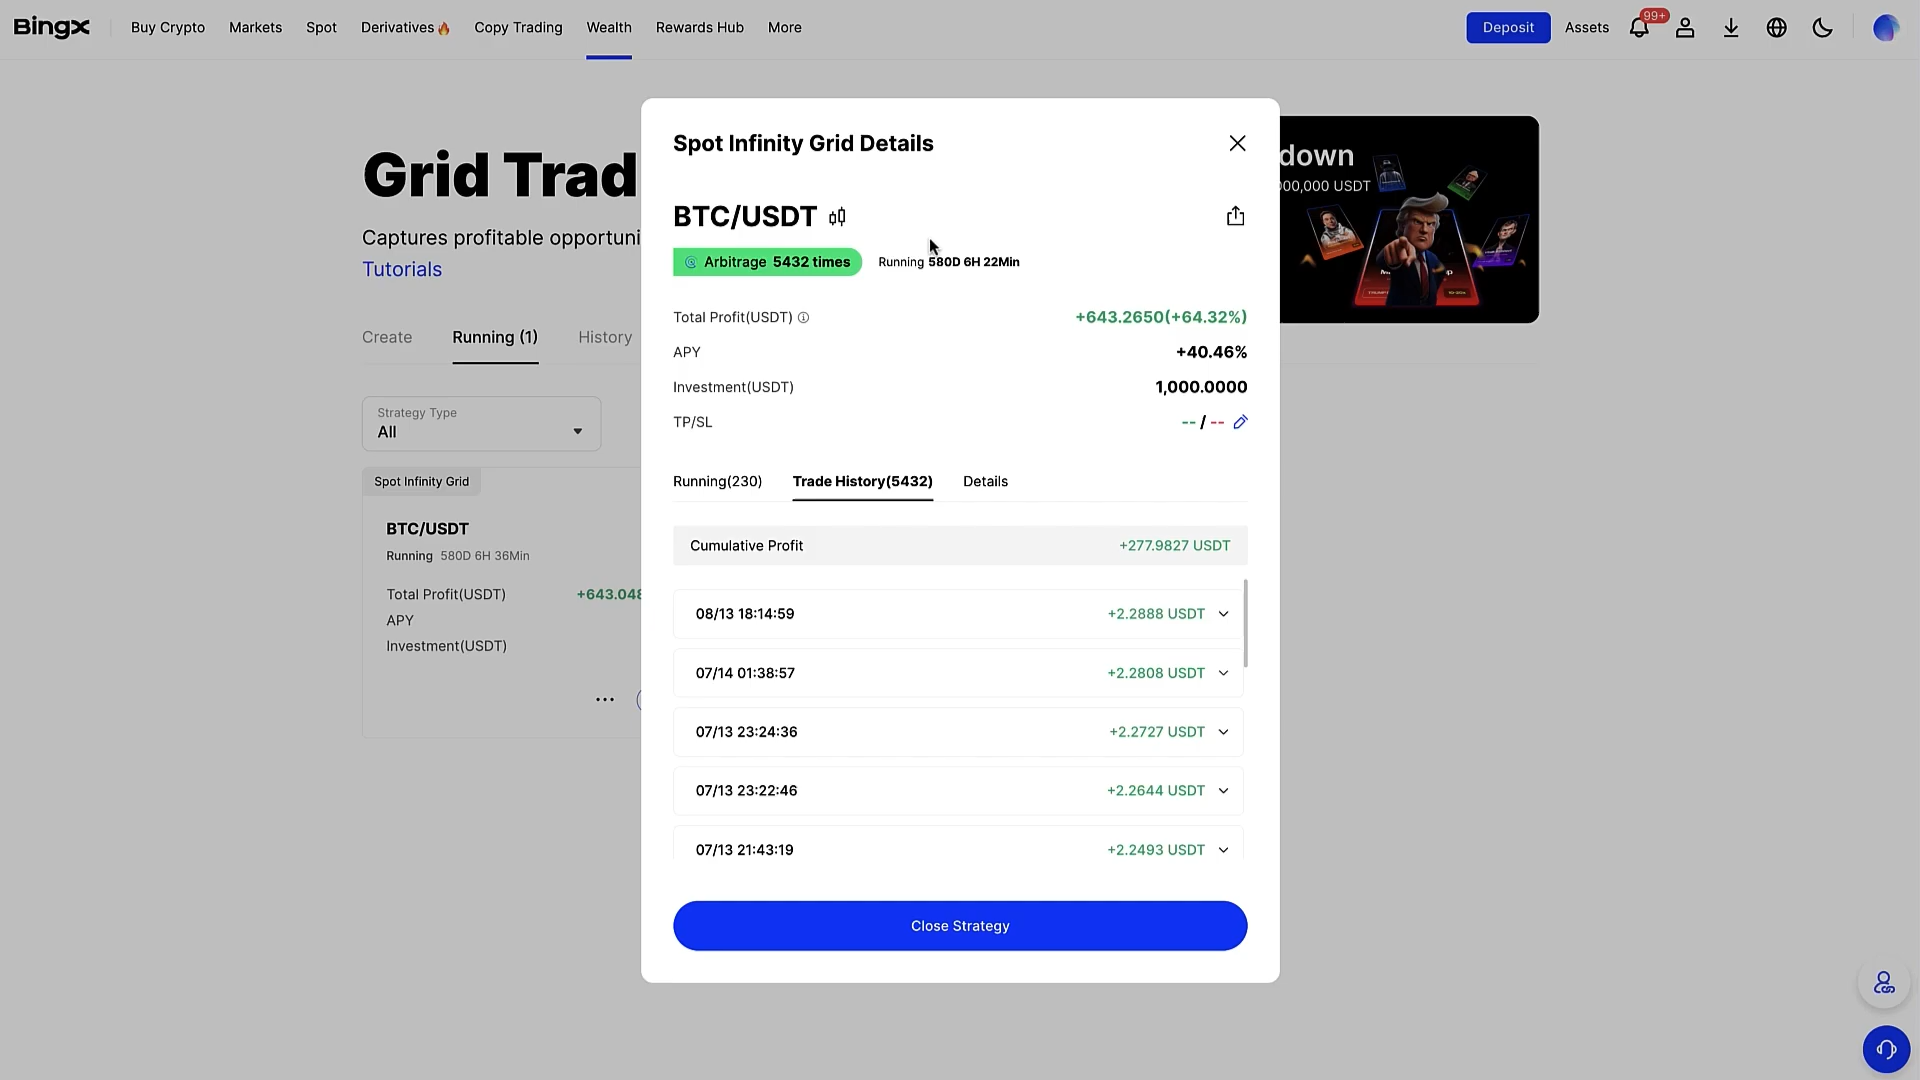 BingX
Buy Crypto
Markets
Spot
Derivatives
Copy Trading
Wealth
Rewards Hub
More
Deposit
Assets
99+
Grid Trad
Captures profitable opportuni
Tutorials
Create
Running (1)
History
Strategy Type
All
Spot Infinity Grid
BTC/USDT
Running 580D 6H 36Min
Total Profit(USDT) +643.048
APY
Investment(USDT)
down
000,000 USDT
Spot Infinity Grid Details
BTC/USDT
Arbitrage 5432 times
Running 580D 6H 22Min
Total Profit(USDT) +643.2650(+64.32%)
APY +40.46%
Investment(USDT) 1,000.0000
TP/SL -- / --
Running(230)
Trade History(5432)
Details
Cumulative Profit +277.9827 USDT
08/13 18:14:59 +2.2888 USDT
07/14 01:38:57 +2.2808 USDT
07/13 23:24:36 +2.2727 USDT
07/13 23:22:46 +2.2644 USDT
07/13 21:43:19 +2.2493 USDT
Close Strategy